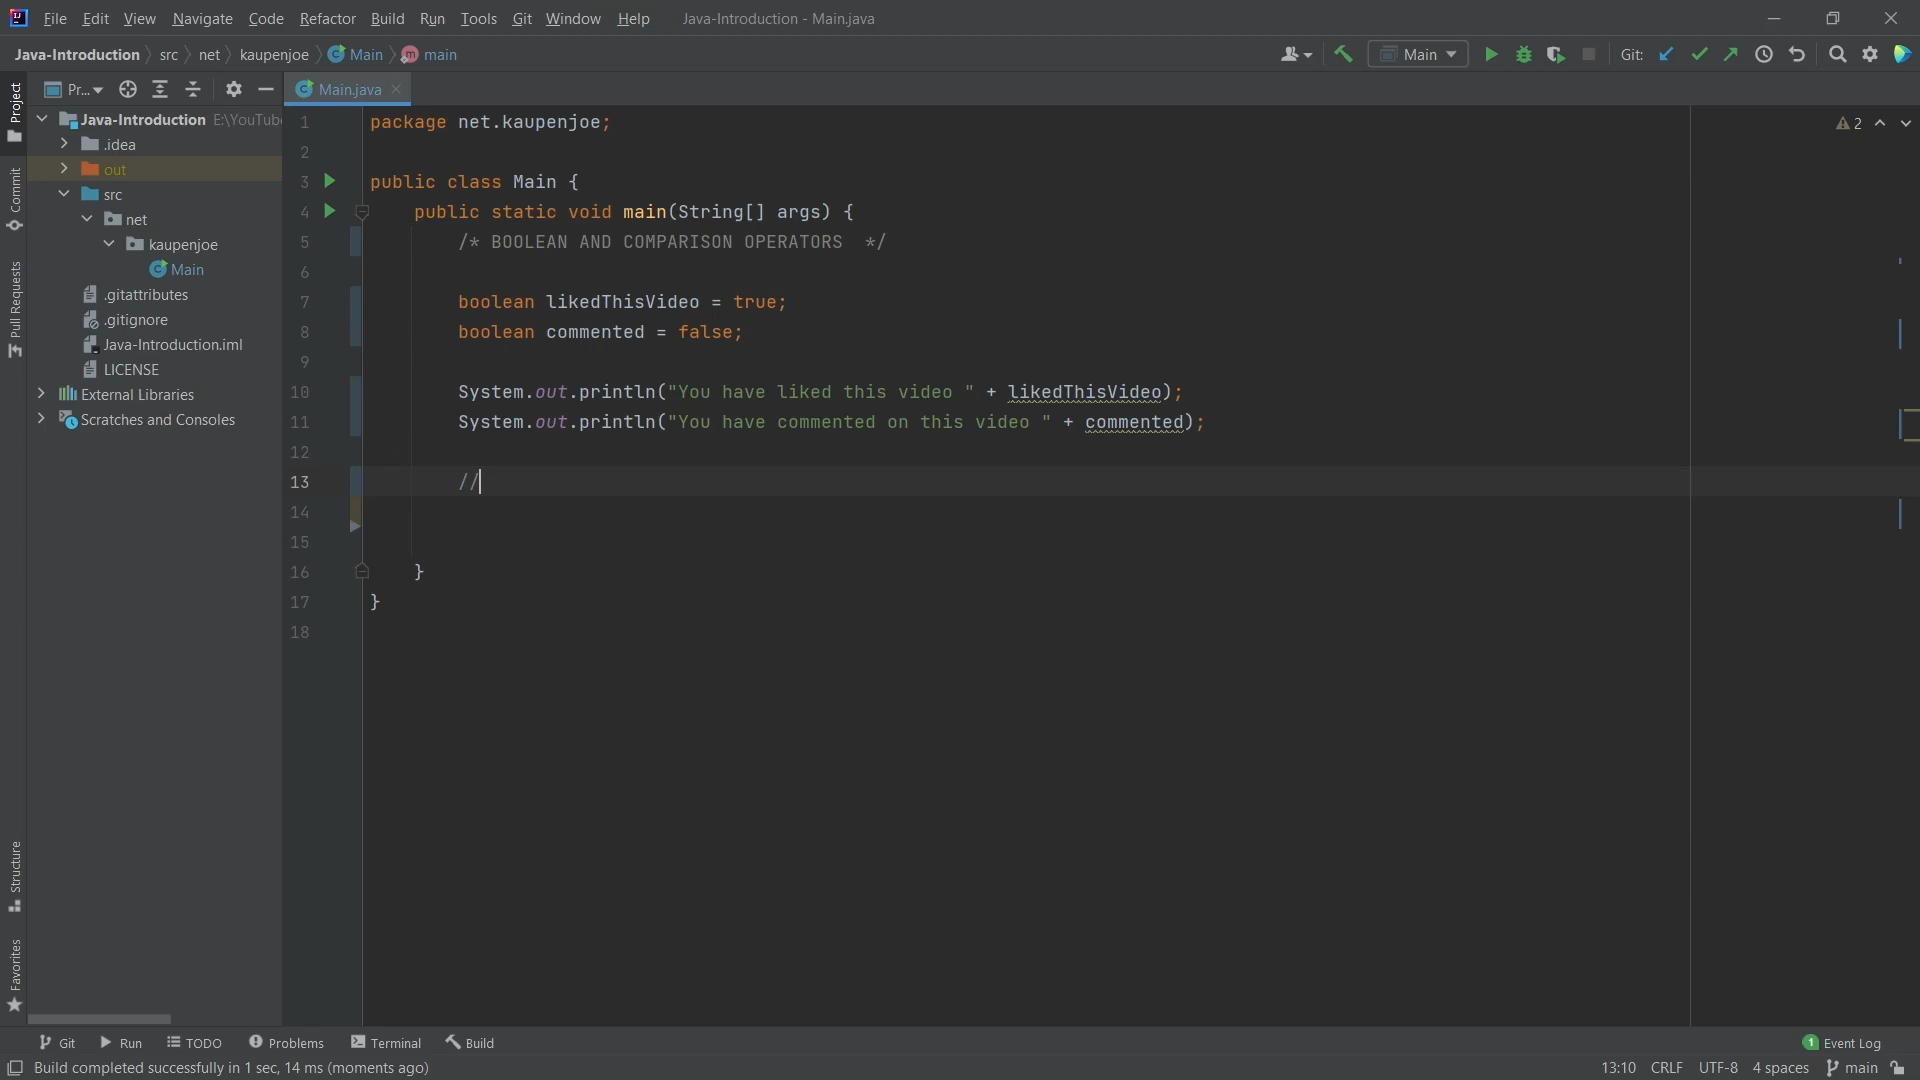 File Edit View Navigate Code Refactor Build Run Tools Git Window Help Java-Introduction - Main.java
Java-Introduction src net kaupenjoe Main main Main Git:
Pr... Main.java
Project
Commit
Pull Requests
Structure
Favorites
Java-Introduction E:\YouTube
.idea
out
src
net
kaupenjoe
Main
.gitattributes
.gitignore
Java-Introduction.iml
LICENSE
External Libraries
Scratches and Consoles
2
1 package net.kaupenjoe;
2
3 public class Main {
4 public static void main(String[] args) {
5 /* BOOLEAN AND COMPARISON OPERATORS */
6
7 boolean likedThisVideo = true;
8 boolean commented = false;
9
10 System.out.println("You have liked this video " + likedThisVideo);
11 System.out.println("You have commented on this video " + commented);
12
13 //
14
15
16 }
17 }
18
Git Run TODO Problems Terminal Build 1 Event Log
Build completed successfully in 1 sec, 14 ms (moments ago) 13:10 CRLF UTF-8 4 spaces main